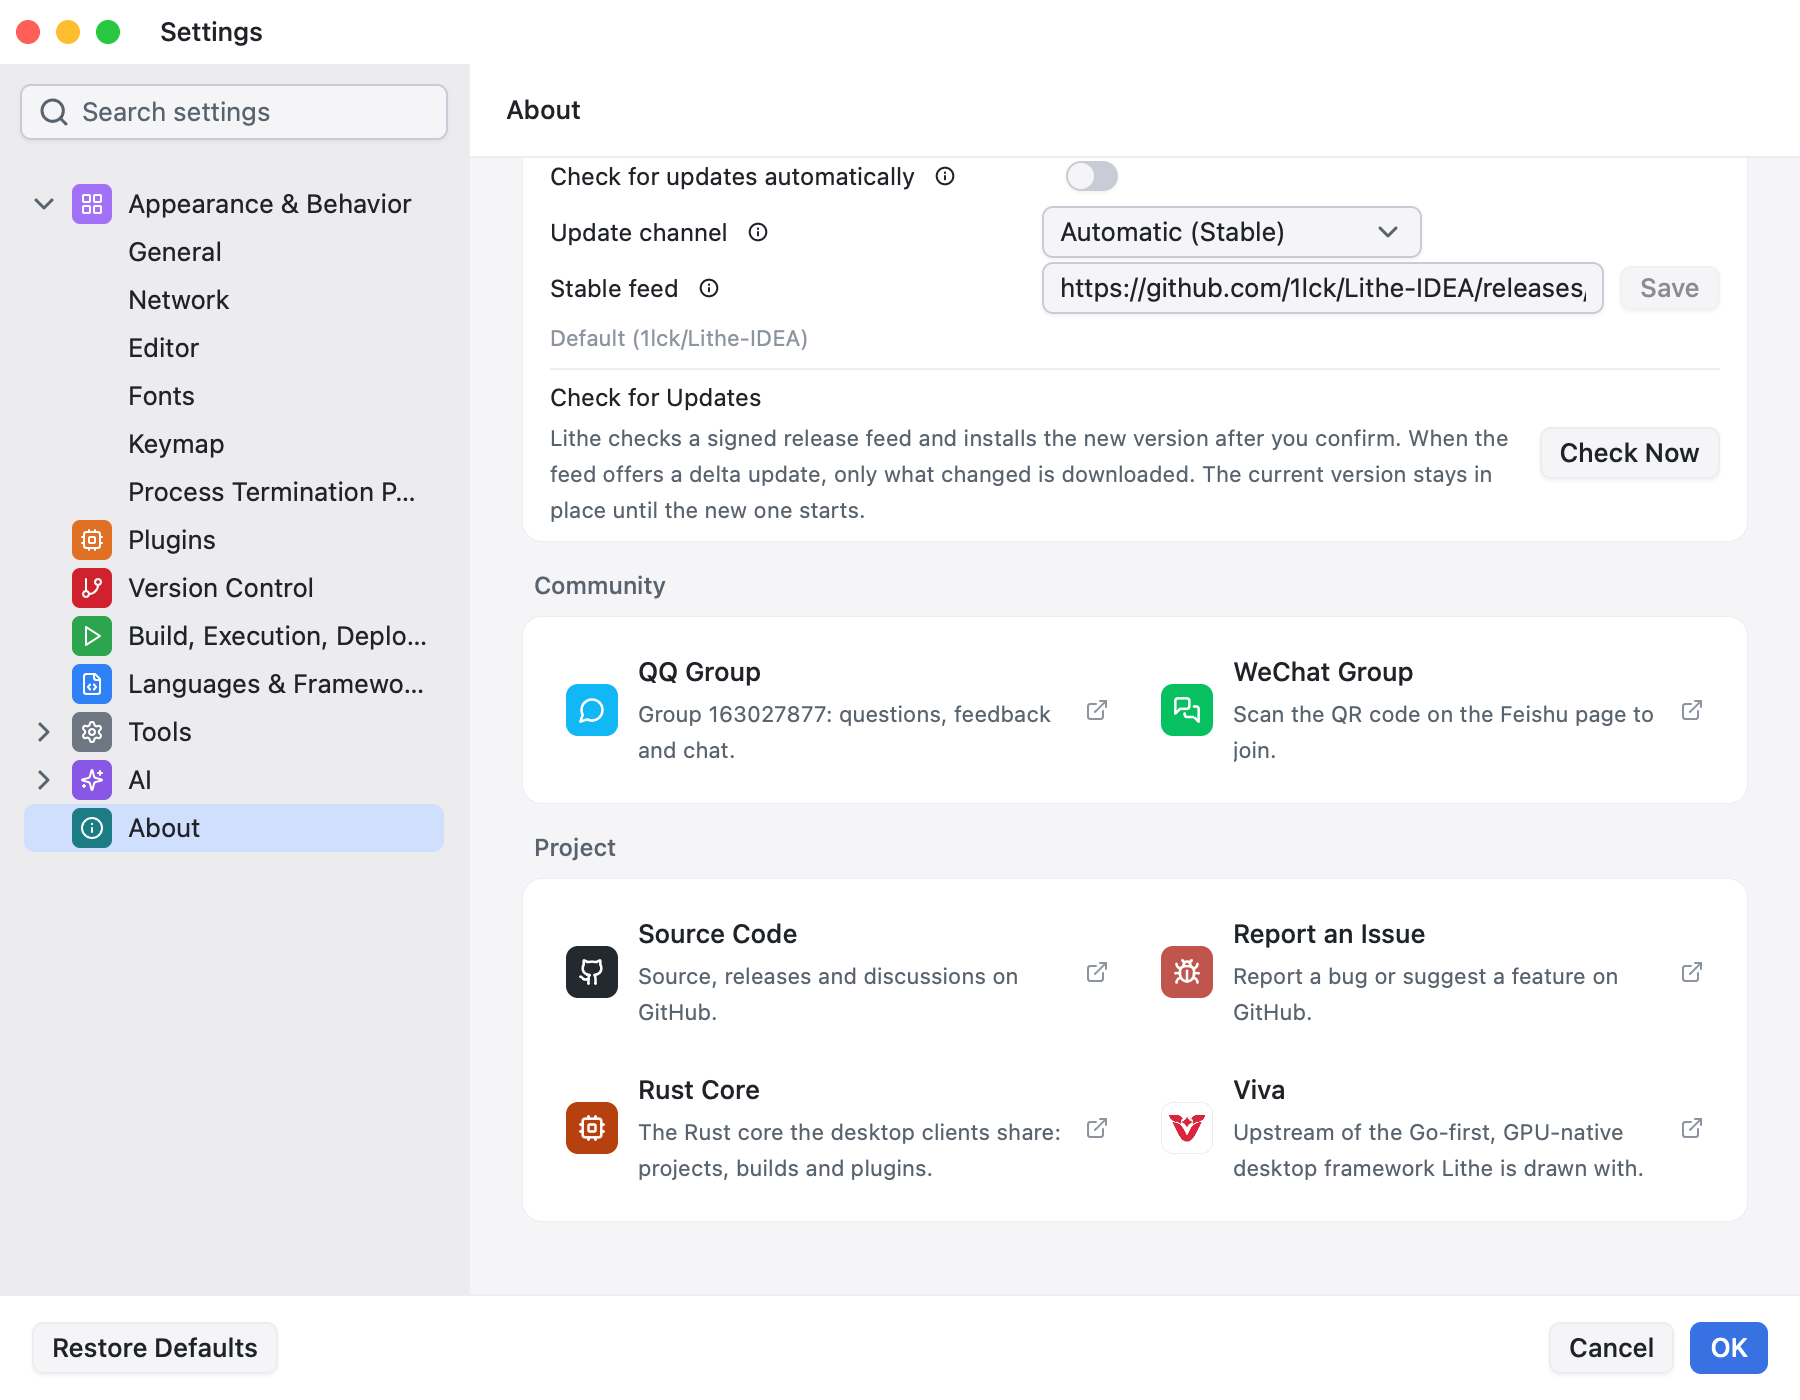 Settings
Search settings
Appearance & Behavior
General
Network
Editor
Fonts
Keymap
Process Termination P...
Plugins
Version Control
Build, Execution, Deplo...
Languages & Framewo...
Tools
AI
About
About
Check for updates automatically
Update channel
Automatic (Stable)
Stable feed
https://github.com/1lck/Lithe-IDEA/releases/
Save
Default (1lck/Lithe-IDEA)
Check for Updates
Lithe checks a signed release feed and installs the new version after you confirm. When the
feed offers a delta update, only what changed is downloaded. The current version stays in
place until the new one starts.
Check Now
Community
QQ Group
Group 163027877: questions, feedback
and chat.
WeChat Group
Scan the QR code on the Feishu page to
join.
Project
Source Code
Source, releases and discussions on
GitHub.
Report an Issue
Report a bug or suggest a feature on
GitHub.
Rust Core
The Rust core the desktop clients share:
projects, builds and plugins.
Viva
Upstream of the Go-first, GPU-native
desktop framework Lithe is drawn with.
Restore Defaults
Cancel
OK